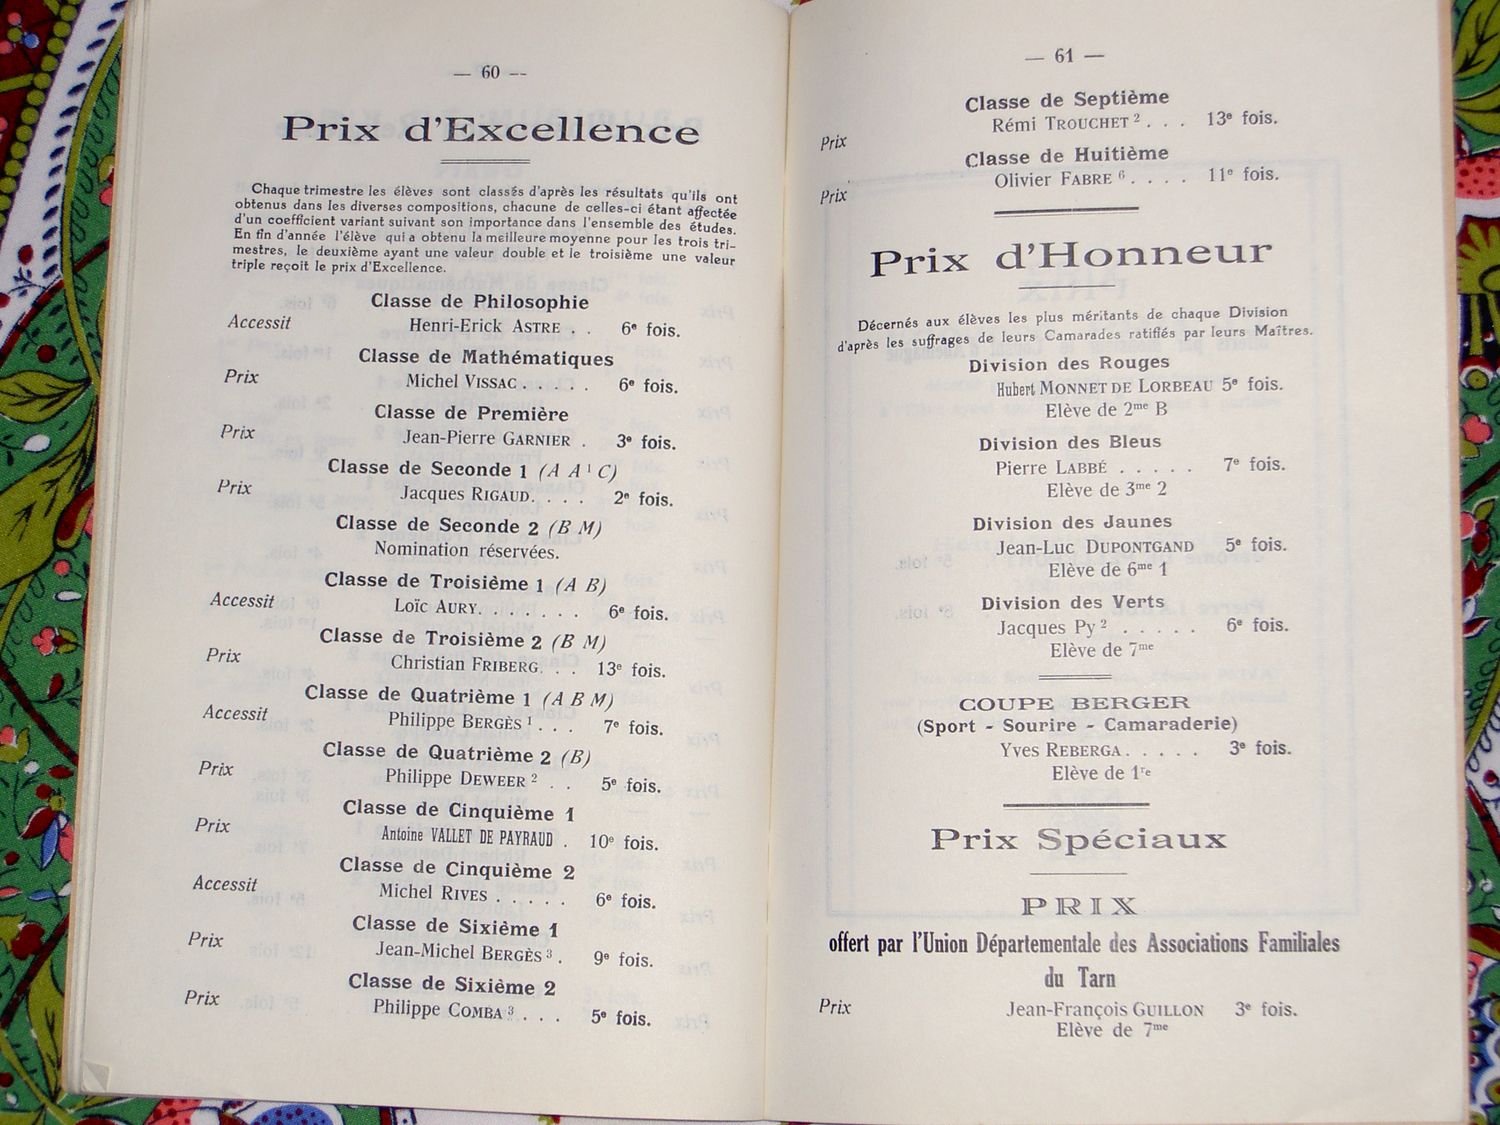 — 60 —
Prix d'Excellence
Chaque trimestre les élèves sont classés d'après les résultats qu'ils ont
obtenus dans les diverses compositions, chacune de celles-ci étant affectée
d'un coefficient variant suivant son importance dans l'ensemble des études.
En fin d'année l'élève qui a obtenu la meilleure moyenne pour les trois tri-
mestres, le deuxième ayant une valeur double et le troisième une valeur
triple reçoit le prix d'Excellence.
Classe de Philosophie
Accessit Henri-Erick ASTRE . . 6e fois.
Classe de Mathématiques
Prix Michel VISSAC . . . . . 6e fois.
Classe de Première
Prix Jean-Pierre GARNIER . 3e fois.
Classe de Seconde 1 (A A1 C)
Prix Jacques RIGAUD. . . . 2e fois.
Classe de Seconde 2 (B M)
Nomination réservées.
Classe de Troisième 1 (A B)
Accessit Loïc AURY. . . . . . . 6e fois.
Classe de Troisième 2 (B M)
Prix Christian FRIBERG. . . 13e fois.
Classe de Quatrième 1 (A B M)
Accessit Philippe BERGÈS 1 . . . 7e fois.
Classe de Quatrième 2 (B)
Prix Philippe DEWEER 2 . . 5e fois.
Classe de Cinquième 1
Prix Antoine VALLET DE PAYRAUD . 10e fois.
Classe de Cinquième 2
Accessit Michel RIVES . . . . . 6e fois.
Classe de Sixième 1
Prix Jean-Michel BERGÈS 3 . 9e fois.
Classe de Sixième 2
Prix Philippe COMBA 3 . . . 5e fois.
— 61 —
Classe de Septième
Prix Rémi TROUCHET 2 . . . 13e fois.
Classe de Huitième
Prix Olivier FABRE 6 . . . . 11e fois.
Prix d'Honneur
Décernés aux élèves les plus méritants de chaque Division
d'après les suffrages de leurs Camarades ratifiés par leurs Maîtres.
Division des Rouges
Hubert MONNET DE LORBEAU 5e fois.
Elève de 2me B
Division des Bleus
Pierre LABBÉ . . . . . 7e fois.
Elève de 3me 2
Division des Jaunes
Jean-Luc DUPONTGAND 5e fois.
Elève de 6me 1
Division des Verts
Jacques PY 2 . . . . . 6e fois.
Elève de 7me
COUPE BERGER
(Sport - Sourire - Camaraderie)
Yves REBERGA. . . . . 3e fois.
Elève de 1re
Prix Spéciaux
PRIX
offert par l'Union Départementale des Associations Familiales
du Tarn
Prix Jean-François GUILLON 3e fois.
Elève de 7me